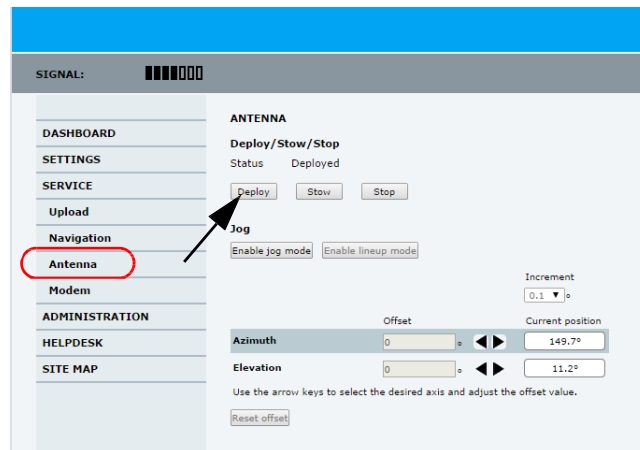 SIGNAL:
DASHBOARD
SETTINGS
SERVICE
Upload
Navigation
Antenna
Modem
ADMINISTRATION
HELPDESK
SITE MAP
ANTENNA
Deploy/Stow/Stop
Status Deployed
Deploy Stow Stop
Jog
Enable jog mode Enable lineup mode
Increment
0.1 ▼ °
Offset Current position
Azimuth 0 ° ◀ ▶ 149.7°
Elevation 0 ° ◀ ▶ 11.2°
Use the arrow keys to select the desired axis and adjust the offset value.
Reset offset